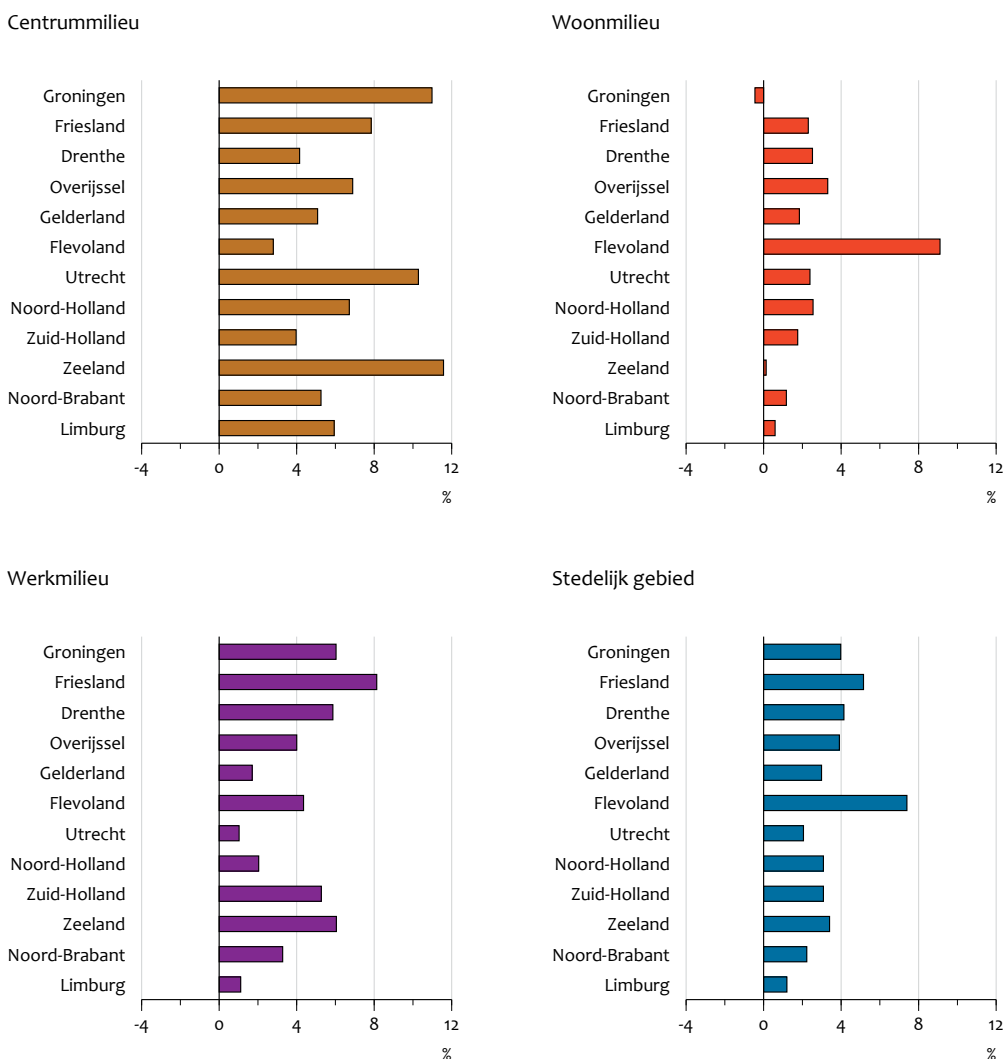 Centrummilieu
Groningen
Friesland
Drenthe
Overijssel
Gelderland
Flevoland
Utrecht
Noord-Holland
Zuid-Holland
Zeeland
Noord-Brabant
Limburg
-4 0 4 8 12
%
Woonmilieu
Groningen
Friesland
Drenthe
Overijssel
Gelderland
Flevoland
Utrecht
Noord-Holland
Zuid-Holland
Zeeland
Noord-Brabant
Limburg
-4 0 4 8 12
%
Werkmilieu
Groningen
Friesland
Drenthe
Overijssel
Gelderland
Flevoland
Utrecht
Noord-Holland
Zuid-Holland
Zeeland
Noord-Brabant
Limburg
-4 0 4 8 12
%
Stedelijk gebied
Groningen
Friesland
Drenthe
Overijssel
Gelderland
Flevoland
Utrecht
Noord-Holland
Zuid-Holland
Zeeland
Noord-Brabant
Limburg
-4 0 4 8 12
%